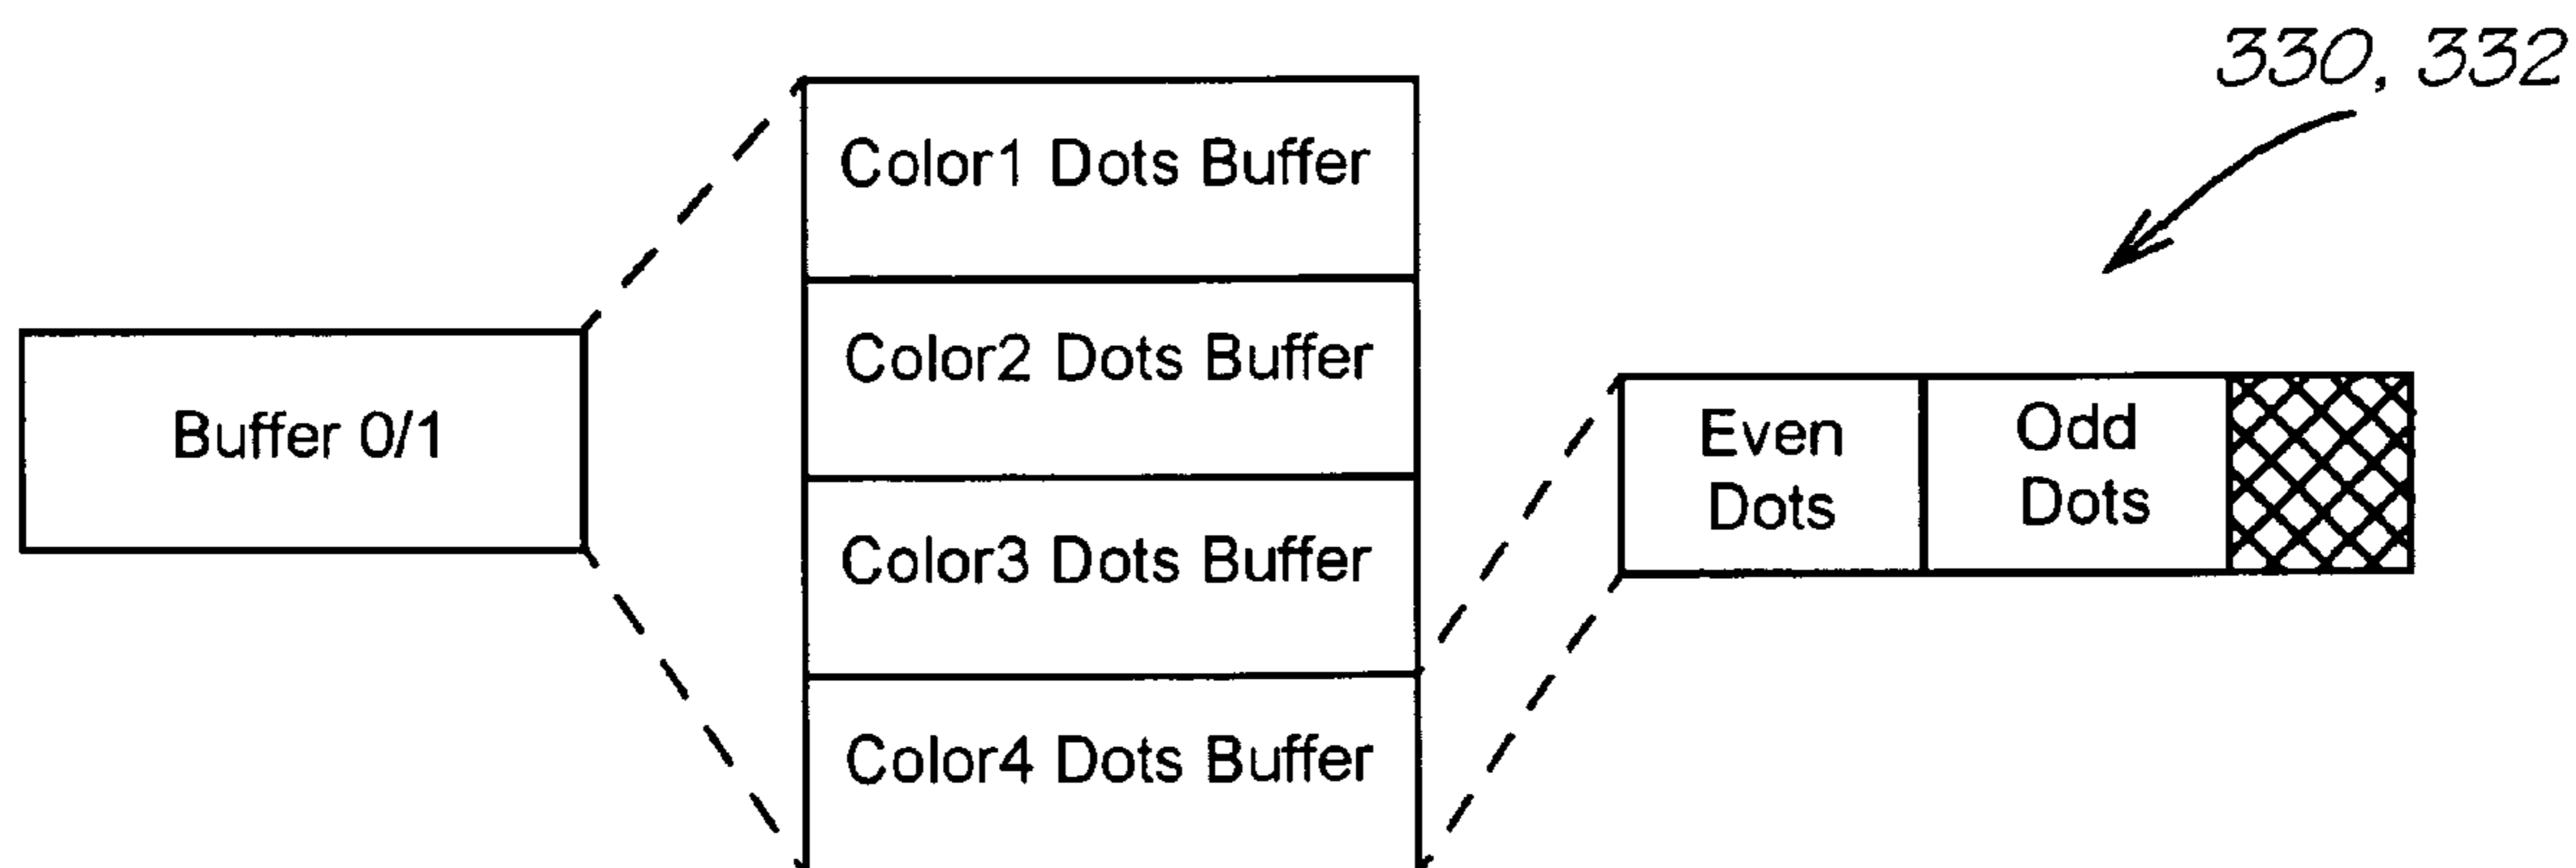 330, 332
Color1 Dots Buffer
Color2 Dots Buffer
Buffer 0/1
Even
Dots
Odd
Dots
Color3 Dots Buffer
Color4 Dots Buffer